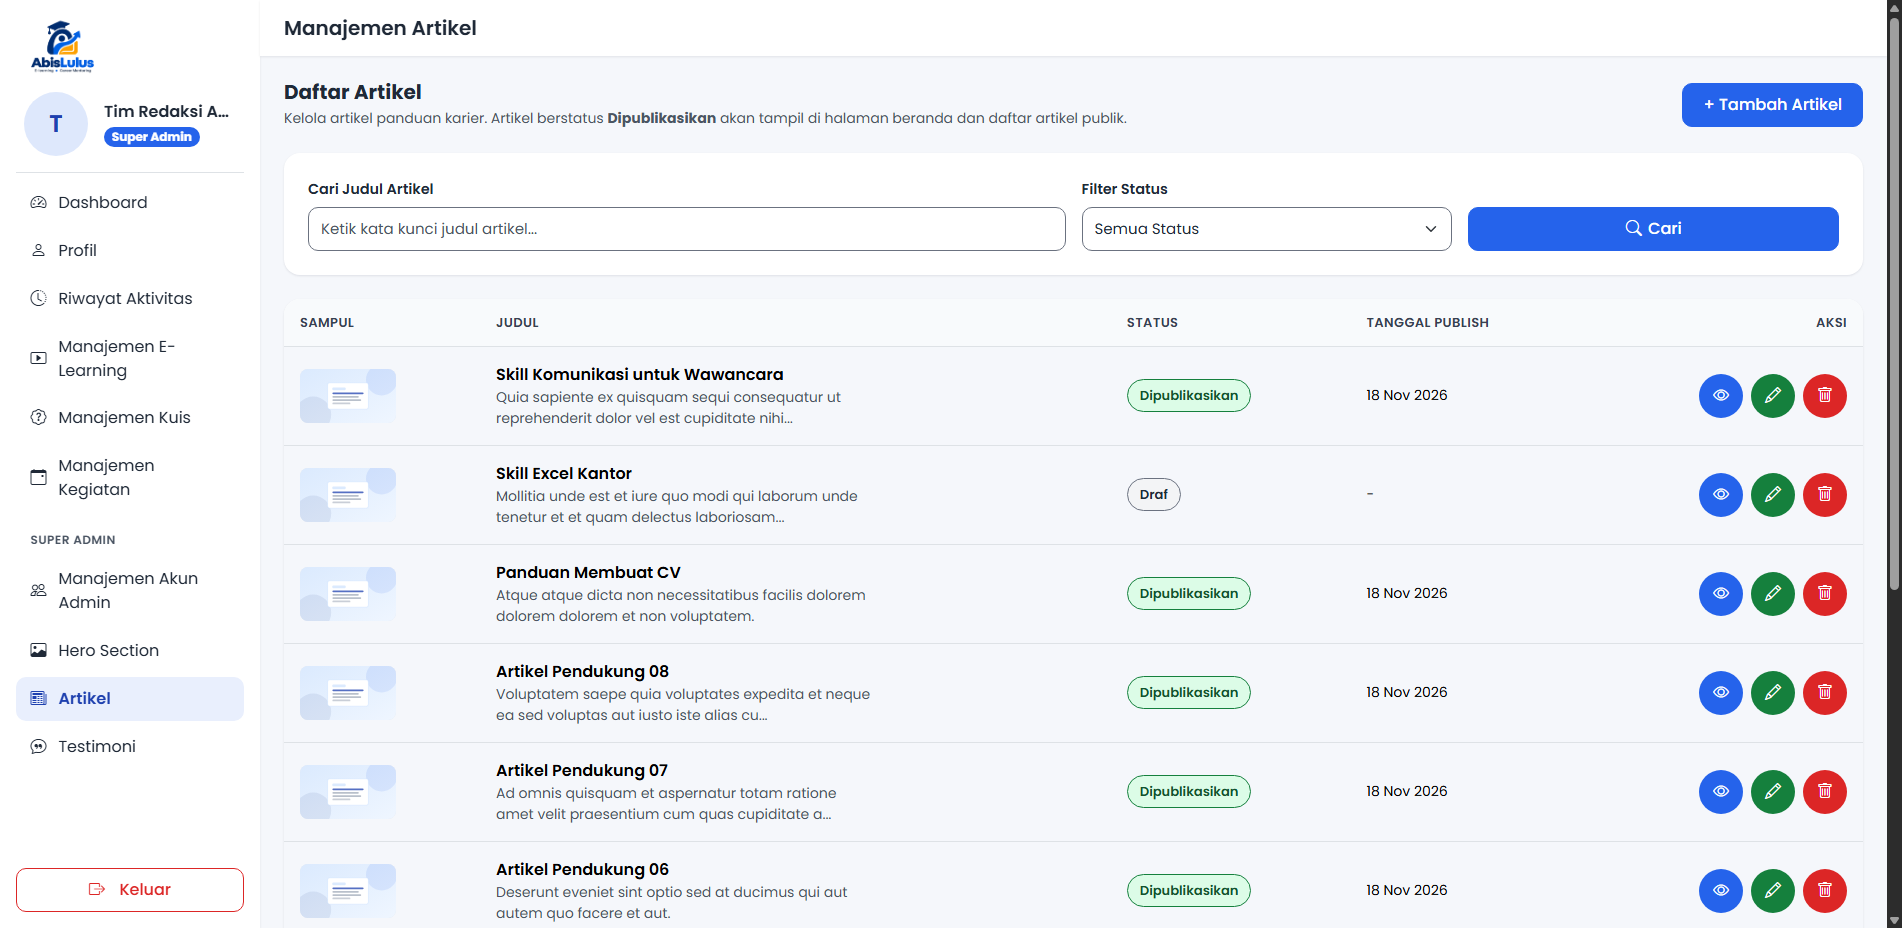 AbisLulus
T
Tim Redaksi A...
Super Admin
Dashboard
Profil
Riwayat Aktivitas
Manajemen E-
Learning
Manajemen Kuis
Manajemen
Kegiatan
SUPER ADMIN
Manajemen Akun
Admin
Hero Section
Artikel
Testimoni
Keluar
Manajemen Artikel
Daftar Artikel
Kelola artikel panduan karier. Artikel berstatus Dipublikasikan akan tampil di halaman beranda dan daftar artikel publik.
+ Tambah Artikel
Cari Judul Artikel
Ketik kata kunci judul artikel...
Filter Status
Semua Status
Cari
SAMPUL JUDUL STATUS TANGGAL PUBLISH AKSI
Skill Komunikasi untuk Wawancara
Quia sapiente ex quisquam sequi consequatur ut
reprehenderit dolor vel est cupiditate nihi...
Dipublikasikan
18 Nov 2026
Skill Excel Kantor
Mollitia unde est et iure quo modi qui laborum unde
tenetur et et quam delectus laboriosam...
Draf
-
Panduan Membuat CV
Atque atque dicta non necessitatibus facilis dolorem
dolorem dolorem et non voluptatem.
Dipublikasikan
18 Nov 2026
Artikel Pendukung 08
Voluptatem saepe quia voluptates expedita et neque
ea sed voluptas aut iusto iste alias cu...
Dipublikasikan
18 Nov 2026
Artikel Pendukung 07
Ad omnis quisquam et aspernatur totam ratione
amet velit praesentium cum quas cupiditate a...
Dipublikasikan
18 Nov 2026
Artikel Pendukung 06
Deserunt eveniet sint optio sed at ducimus qui aut
autem quo facere et aut.
Dipublikasikan
18 Nov 2026